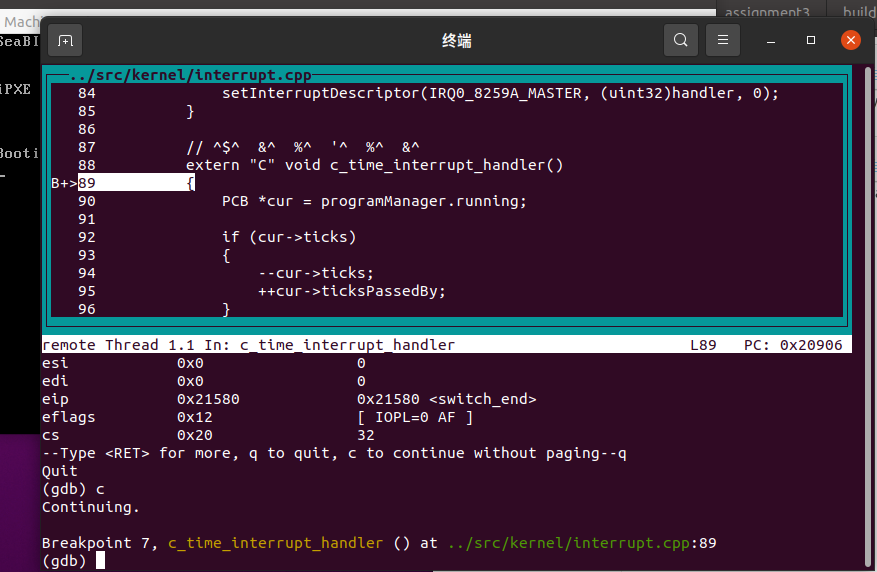 assignment3 build
Mach
终端
SeaBI
iPXE
Booti
../src/kernel/interrupt.cpp
84 setInterruptDescriptor(IRQ0_8259A_MASTER, (uint32)handler, 0);
85 }
86
87 // ^$^ &^ %^ '^ %^ &^
88 extern "C" void c_time_interrupt_handler()
B+>89 {
90 PCB *cur = programManager.running;
91
92 if (cur->ticks)
93 {
94 --cur->ticks;
95 ++cur->ticksPassedBy;
96 }
remote Thread 1.1 In: c_time_interrupt_handler L89 PC: 0x20906
esi 0x0 0
edi 0x0 0
eip 0x21580 0x21580 <switch_end>
eflags 0x12 [ IOPL=0 AF ]
cs 0x20 32
--Type <RET> for more, q to quit, c to continue without paging--q
Quit
(gdb) c
Continuing.
Breakpoint 7, c_time_interrupt_handler () at ../src/kernel/interrupt.cpp:89
(gdb)